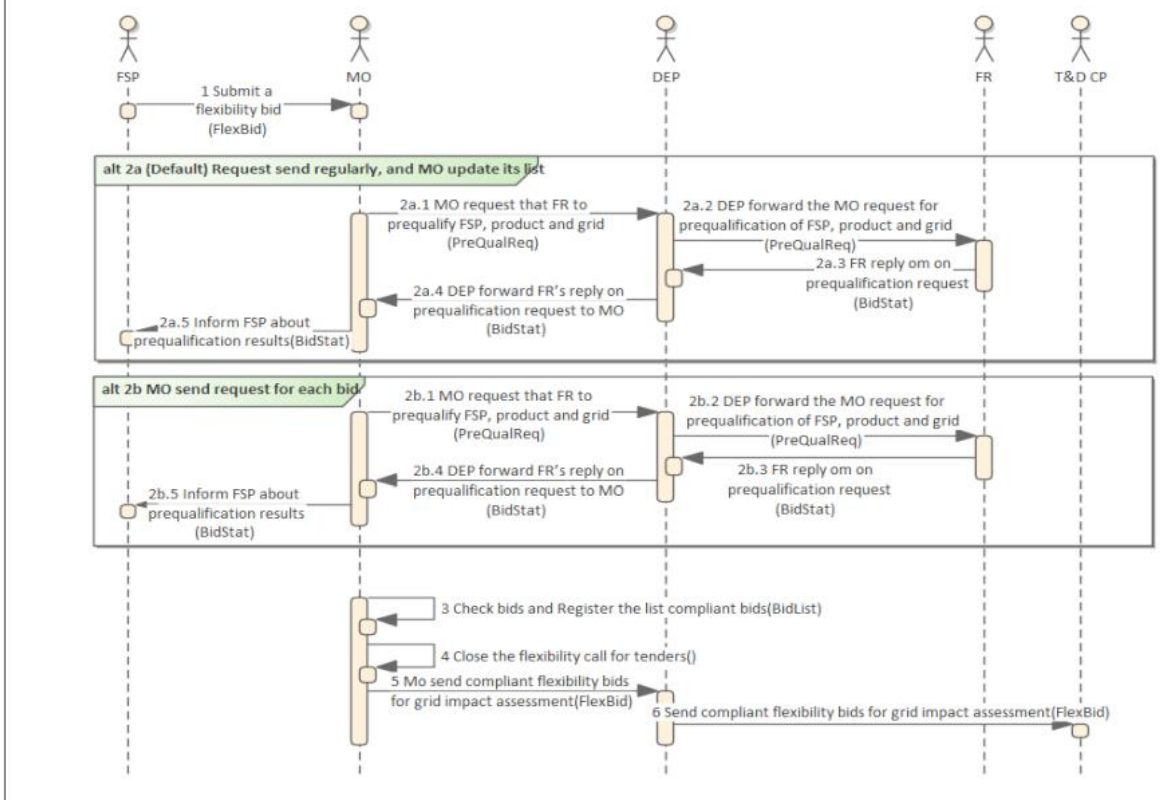 FSP
MO
DEP
FR
T&D CP
1 Submit a
flexibility bid
(FlexBid)
alt 2a (Default) Request send regularly, and MO update its list
2a.1 MO request that FR to
prequalify FSP, product and grid
(PreQualReq)
2a.2 DEP forward the MO request for
prequalification of FSP, product and grid
(PreQualReq)
2a.3 FR reply om on
prequalification request
(BidStat)
2a.4 DEP forward FR's reply on
prequalification request to MO
(BidStat)
2a.5 Inform FSP about
prequalification results(BidStat)
alt 2b MO send request for each bid
2b.1 MO request that FR to
prequalify FSP, product and grid
(PreQualReq)
2b.2 DEP forward the MO request for
prequalification of FSP, product and grid
(PreQualReq)
2b.3 FR reply om on
prequalification request
(BidStat)
2b.4 DEP forward FR's reply on
prequalification request to MO
(BidStat)
2b.5 Inform FSP about
prequalification results
(BidStat)
3 Check bids and Register the list compliant bids(BidList)
4 Close the flexibility call for tenders()
5 Mo send compliant flexibility bids
for grid impact assessment(FlexBid)
6 Send compliant flexibility bids for grid impact assessment(FlexBid)